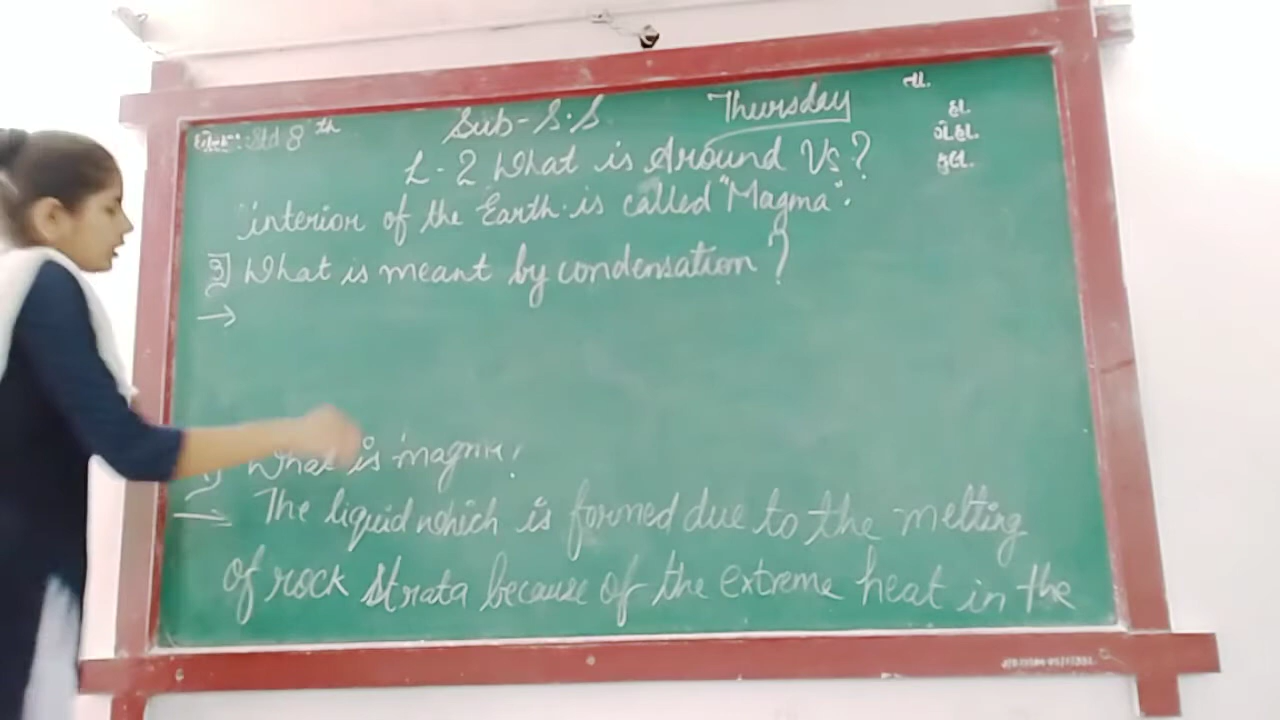 Std 8th
Sub-S.S
Thursday
તા.
L-2 What is Around Us?
હા.
ગે.હા.
કુલ.
interior of the Earth. is called "Magma".
3] What is meant by condensation?
→
What is magma?
→ The liquid which is formed due to the melting
of rock strata because of the extreme heat in the